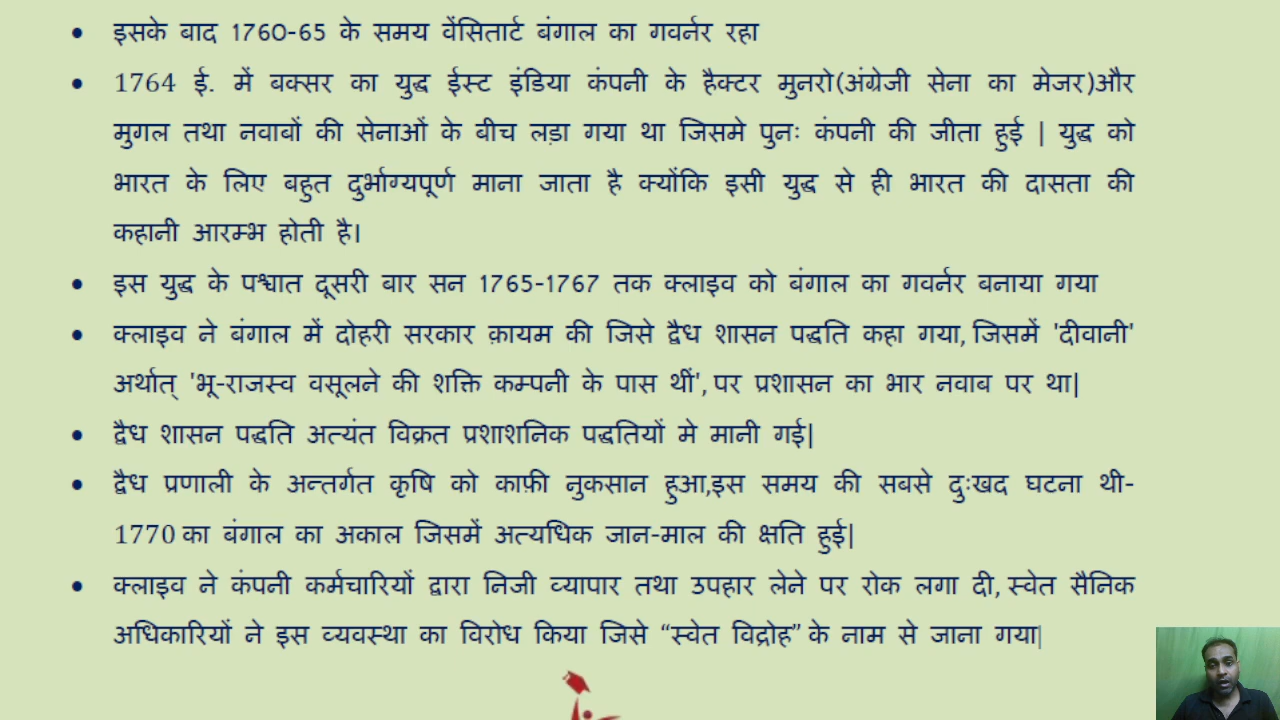 • इसके बाद 1760-65 के समय वेंसितार्ट बंगाल का गवर्नर रहा
• 1764 ई. में बक्सर का युद्ध ईस्ट इंडिया कंपनी के हैक्टर मुनरो(अंग्रेजी सेना का मेजर)और
मुगल तथा नवाबों की सेनाओं के बीच लड़ा गया था जिसमे पुनः कंपनी की जीता हुई | युद्ध को
भारत के लिए बहुत दुर्भाग्यपूर्ण माना जाता है क्योंकि इसी युद्ध से ही भारत की दासता की
कहानी आरम्भ होती है।
• इस युद्ध के पश्चात दूसरी बार सन 1765-1767 तक क्लाइव को बंगाल का गवर्नर बनाया गया
• क्लाइव ने बंगाल में दोहरी सरकार क़ायम की जिसे द्वैध शासन पद्धति कहा गया, जिसमें 'दीवानी'
अर्थात् 'भू-राजस्व वसूलने की शक्ति कम्पनी के पास थीं', पर प्रशासन का भार नवाब पर था|
• द्वैध शासन पद्धति अत्यंत विक्रत प्रशाशनिक पद्धतियों मे मानी गई|
• द्वैध प्रणाली के अन्तर्गत कृषि को काफ़ी नुकसान हुआ,इस समय की सबसे दुःखद घटना थी-
1770 का बंगाल का अकाल जिसमें अत्यधिक जान-माल की क्षति हुई|
• क्लाइव ने कंपनी कर्मचारियों द्वारा निजी व्यापार तथा उपहार लेने पर रोक लगा दी, स्वेत सैनिक
अधिकारियों ने इस व्यवस्था का विरोध किया जिसे “स्वेत विद्रोह” के नाम से जाना गया|